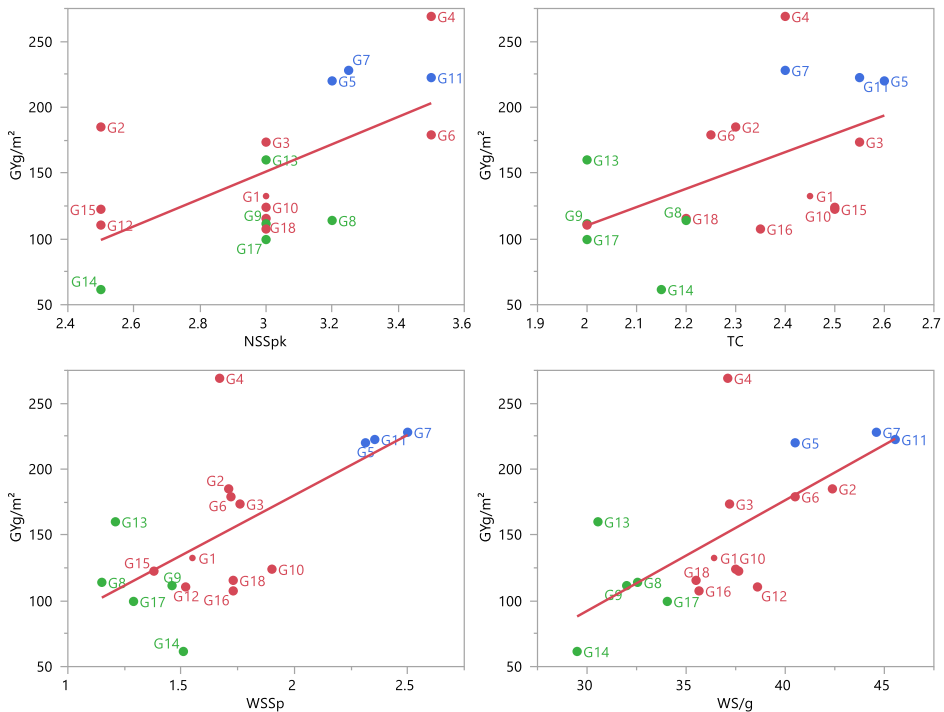 250
200
150
100
50
GYg/m²
G4
G7
G5
G11
G2
G6
G3
G13
G1
G15
G10
G9
G12
G18
G8
G17
G14
2.4
2.6
2.8
3
3.2
3.4
3.6
NSSpk
250
200
150
100
50
GYg/m²
G4
G7
G11
G5
G2
G6
G3
G13
G1
G8
G10
G15
G9
G18
G16
G17
G14
1.9
2
2.1
2.2
2.3
2.4
2.5
2.6
2.7
TC
250
200
150
100
50
GYg/m²
G4
G7
G11
G5
G2
G6
G3
G13
G15
G1
G10
G8
G9
G18
G12
G16
G17
G14
1
1.5
2
2.5
WSSp
250
200
150
100
50
GYg/m²
G4
G7
G5
G11
G2
G6
G3
G13
G1
G10
G18
G8
G9
G16
G12
G17
G14
30
35
40
45
WS/g